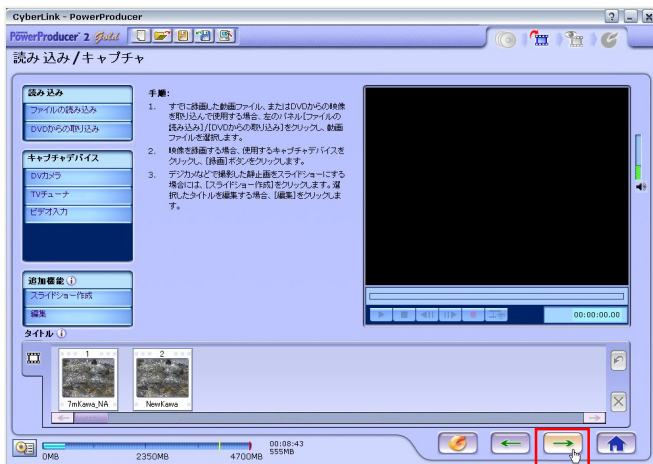 CyberLink - PowerProducer
PowerProducer 2 Gold
読み込み/キャプチャ
読み込み
ファイルの読み込み
DVDからの取り込み
キャプチャデバイス
DVカメラ
TVチューナ
ビデオ入力
追加機能
スライドショー作成
編集
手順:
1. すでに録画した動画ファイル、またはDVDからの映像
を取り込んで使用する場合、左のパネル[ファイルの
読み込み]/[DVDからの取り込み]をクリックし、動画
ファイルを選択します。
2. 映像を録画する場合、使用するキャプチャデバイスを
クリックし、[録画]ボタンをクリックします。
3. デジカメなどで撮影した静止画をスライドショーにする
場合には、[スライドショー作成]をクリックします。選
択したタイトルを編集する場合、[編集]をクリックしま
す。
00:00:00.00
タイトル
1
2
7mKawa_NA
NewKawa
0MB
2350MB
4700MB
00:08:43
555MB